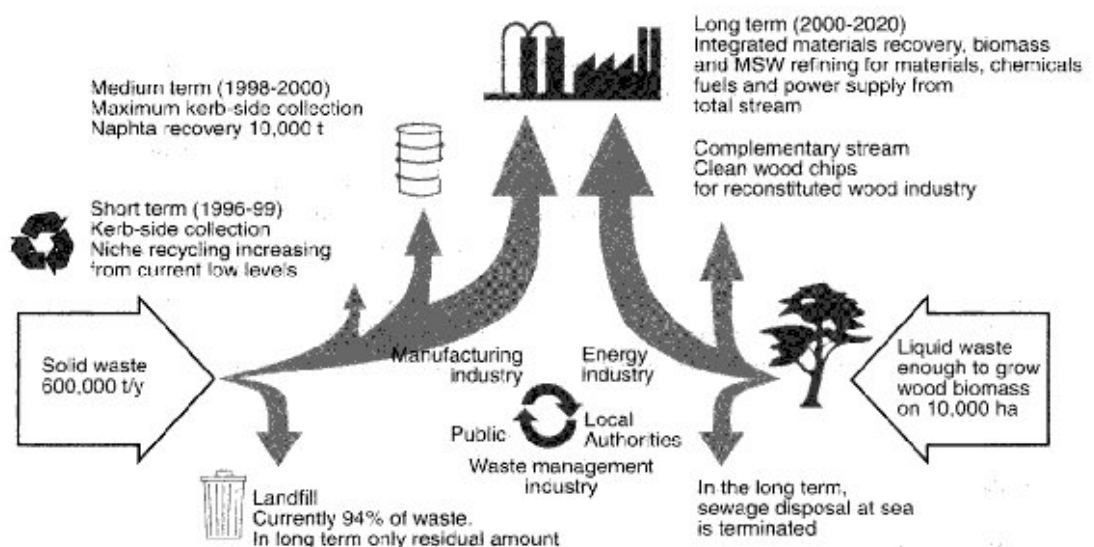 Long term (2000-2020)
Integrated materials recovery, biomass
and MSW refining for materials, chemicals
fuels and power supply from
total stream
Medium term (1998-2000)
Maximum kerb-side collection
Naphta recovery 10,000 t
Complementary stream
Clean wood chips
for reconstituted wood industry
Short term (1996-99)
Kerb-side collection
Niche recycling increasing
from current low levels
Solid waste
600,000 t/y
Manufacturing
industry
Energy
industry
Liquid waste
enough to grow
wood biomass
on 10,000 ha
Public
Local
Authorities
Waste management
industry
Landfill
Currently 94% of waste.
In long term only residual amount
In the long term,
sewage disposal at sea
is terminated